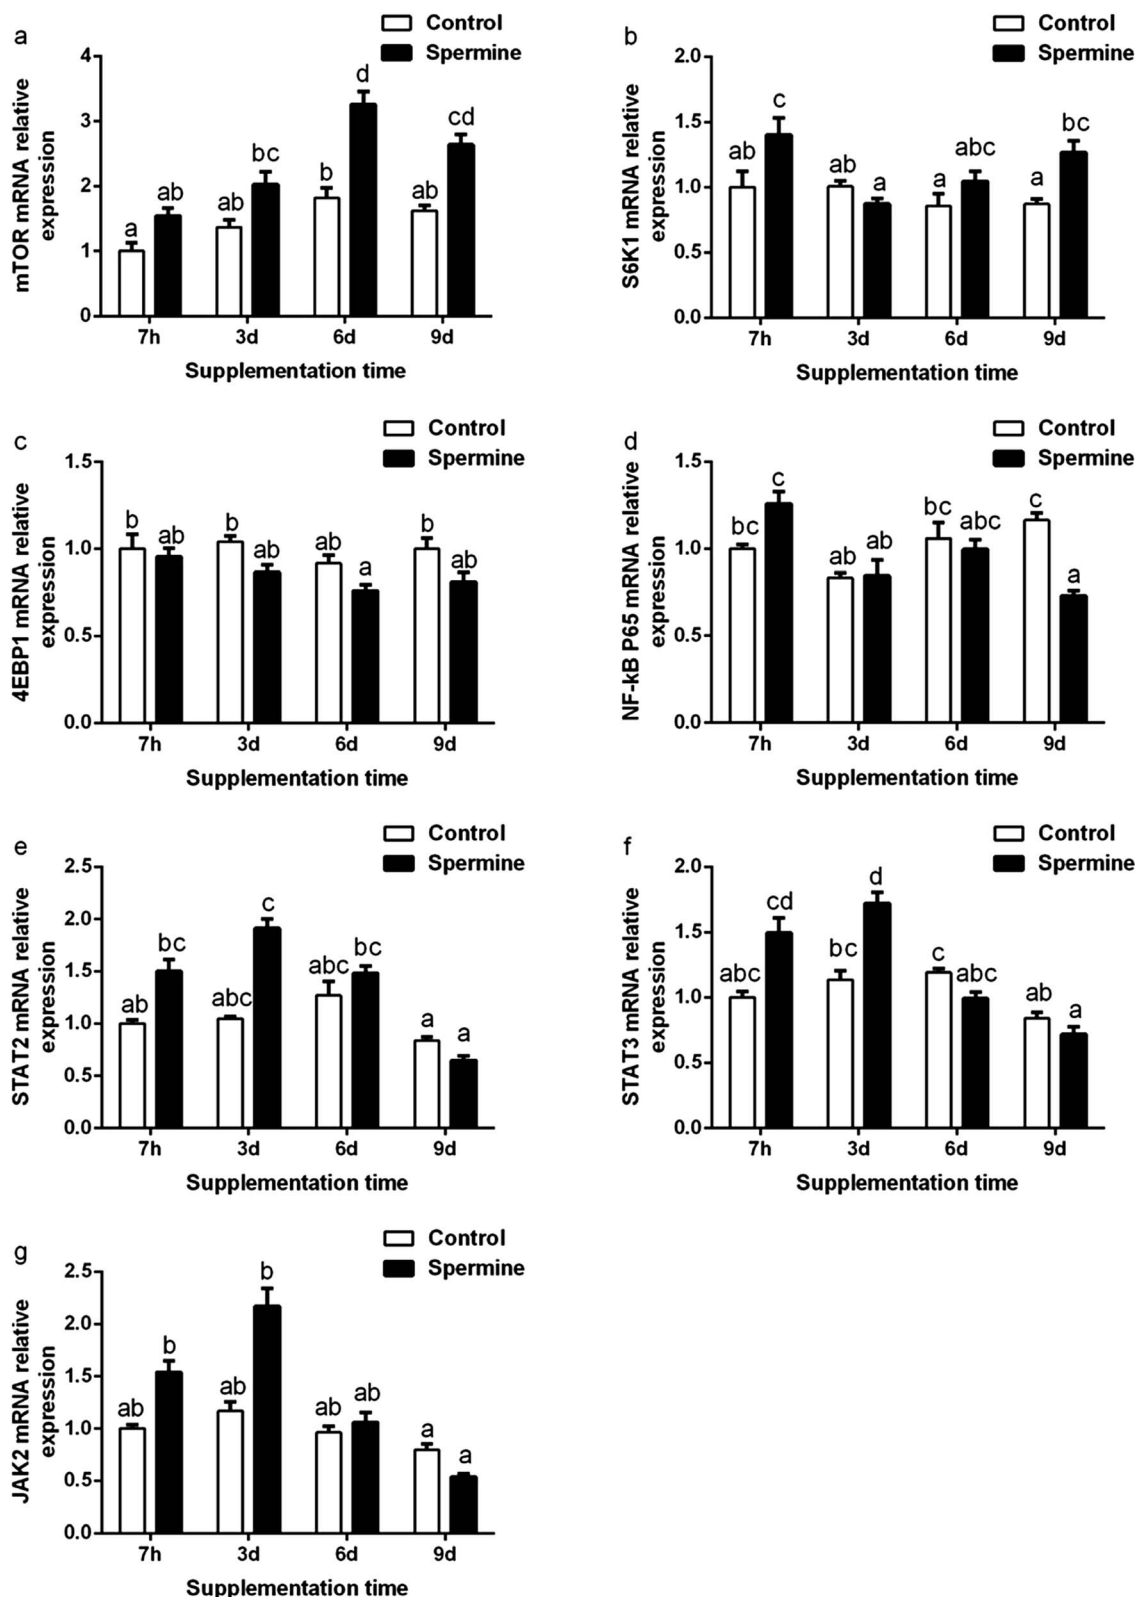 a
Control
Spermine
mTOR mRNA relative
expression
4
3
2
1
0
a
ab
ab
bc
b
d
ab
cd
7h 3d 6d 9d
Supplementation time
b
Control
Spermine
S6K1 mRNA relative
expression
2.0
1.5
1.0
0.5
0.0
ab
c
ab
a
a
abc
a
bc
7h 3d 6d 9d
Supplementation time
c
Control
Spermine
4EBP1 mRNA relative
expression
1.5
1.0
0.5
0.0
b
ab
b
ab
ab
a
b
ab
7h 3d 6d 9d
Supplementation time
d
Control
Spermine
NF-kB P65 mRNA relative
expression
1.5
1.0
0.5
0.0
bc
c
ab
ab
bc
abc
c
a
7h 3d 6d 9d
Supplementation time
e
Control
Spermine
STAT2 mRNA relative
expression
2.5
2.0
1.5
1.0
0.5
0.0
ab
bc
abc
c
abc
bc
a
a
7h 3d 6d 9d
Supplementation time
f
Control
Spermine
STAT3 mRNA relative
expression
2.0
1.5
1.0
0.5
0.0
abc
cd
bc
d
c
abc
ab
a
7h 3d 6d 9d
Supplementation time
g
Control
Spermine
JAK2 mRNA relative
expression
2.5
2.0
1.5
1.0
0.5
0.0
ab
b
ab
b
ab
ab
a
a
7h 3d 6d 9d
Supplementation time